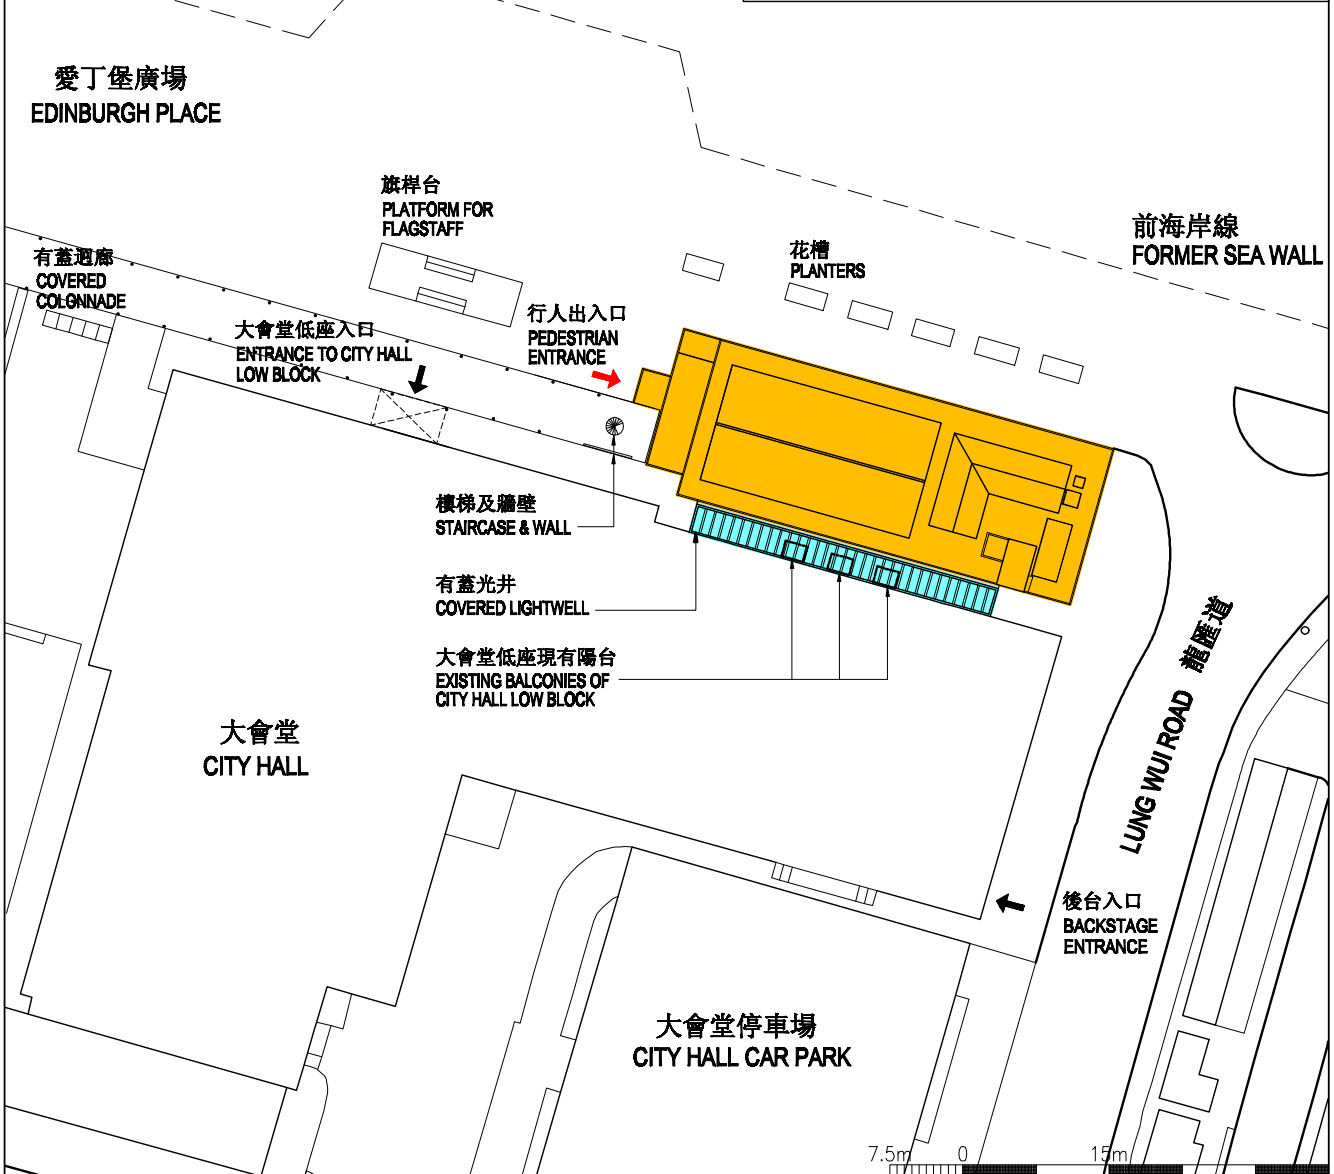 愛丁堡廣場
EDINBURGH PLACE
旗桿台
PLATFORM FOR
FLAGSTAFF
前海岸線
FORMER SEA WALL
花槽
PLANTERS
有蓋迴廊
COVERED
COLONNADE
大會堂低座入口
ENTRANCE TO CITY HALL
LOW BLOCK
行人出入口
PEDESTRIAN
ENTRANCE
樓梯及牆壁
STAIRCASE & WALL
有蓋光井
COVERED LIGHTWELL
大會堂低座現有陽台
EXISTING BALCONIES OF
CITY HALL LOW BLOCK
大會堂
CITY HALL
LUNG WUI ROAD 龍匯道
後台入口
BACKSTAGE
ENTRANCE
大會堂停車場
CITY HALL CAR PARK
7.5m 0 15m